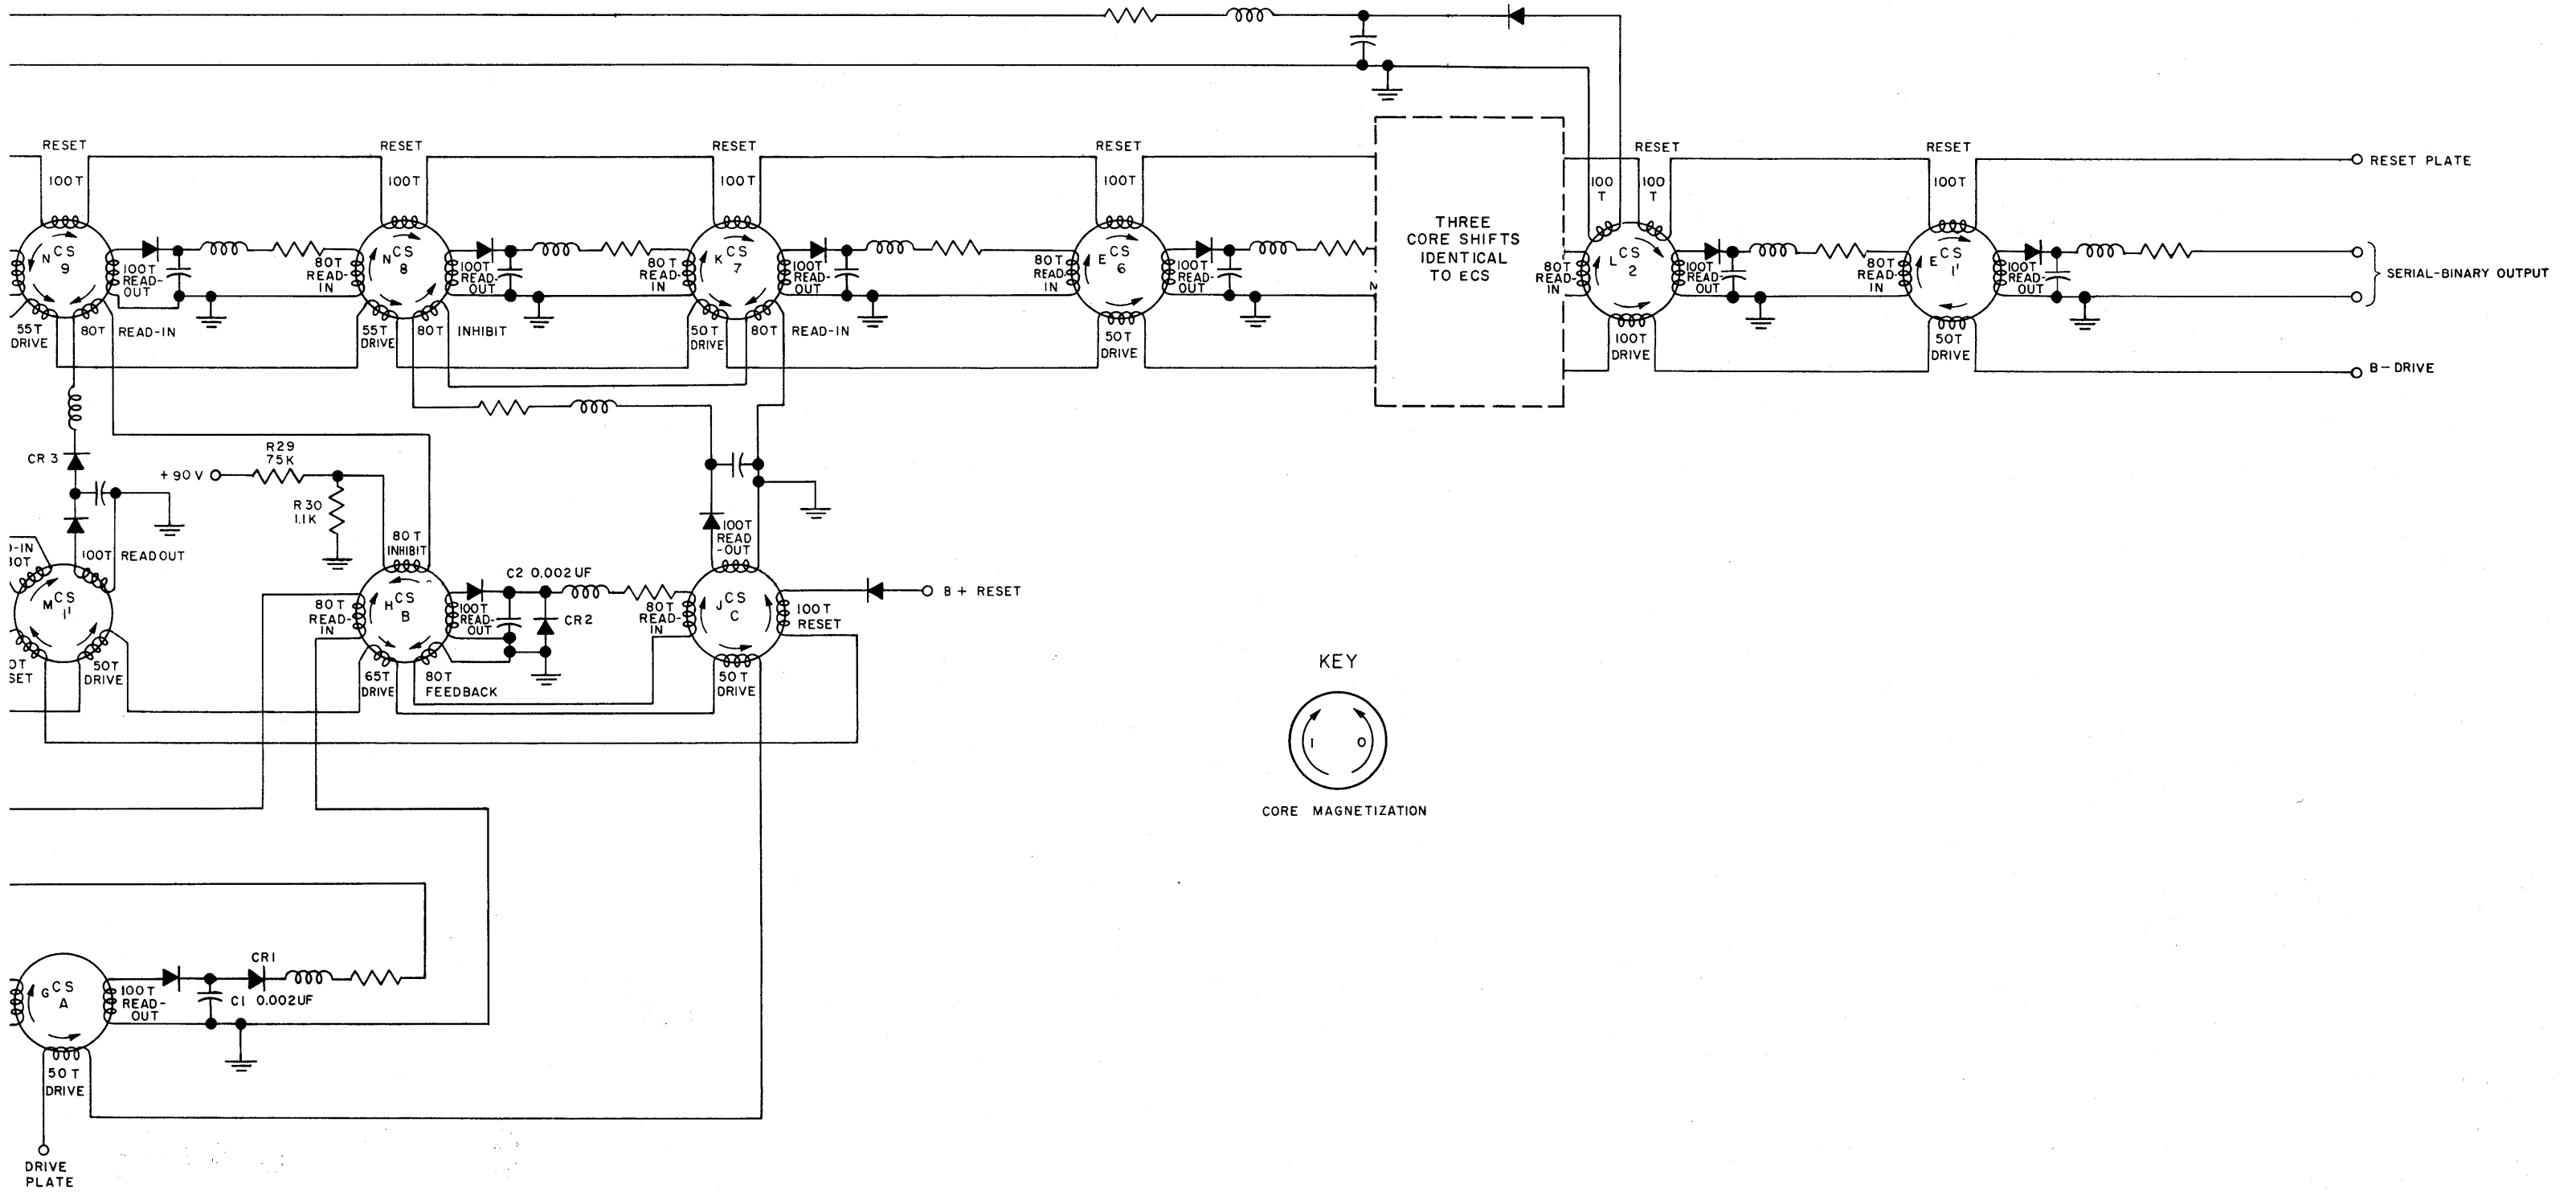 RESET
RESET
RESET
RESET
RESET
RESET
RESET PLATE
100T
100T
100T
100T
100
T
100
T
100T
N CS
9
100T
READ-
OUT
80T
READ-
IN
N CS
8
100T
READ-
OUT
80T
READ-
IN
K CS
7
100T
READ-
OUT
80T
READ-
IN
E CS
6
100T
READ-
OUT
THREE
CORE SHIFTS
IDENTICAL
TO ECS
80T
READ-
IN
L CS
2
100T
READ-
OUT
80T
READ-
IN
E CS
1'
100T
READ-
OUT
SERIAL-BINARY OUTPUT
55T
DRIVE
80T
READ-IN
55T
DRIVE
80T
INHIBIT
50T
DRIVE
80T
READ-IN
50T
DRIVE
100T
DRIVE
50T
DRIVE
B-DRIVE
CR 3
R29
75K
+90V
R30
1.1K
100T READOUT
80T
INHIBIT
100T
READ
-OUT
M CS
1'
80T
READ-
IN
H CS
B
100T
READ-
OUT
C2 0.002UF
CR2
80T
READ-
IN
J CS
C
100T
RESET
B + RESET
50T
DRIVE
65T
DRIVE
80T
FEEDBACK
50T
DRIVE
KEY
1 0
CORE MAGNETIZATION
G CS
A
100T
READ-
OUT
CR1
C1 0.002UF
50T
DRIVE
DRIVE
PLATE